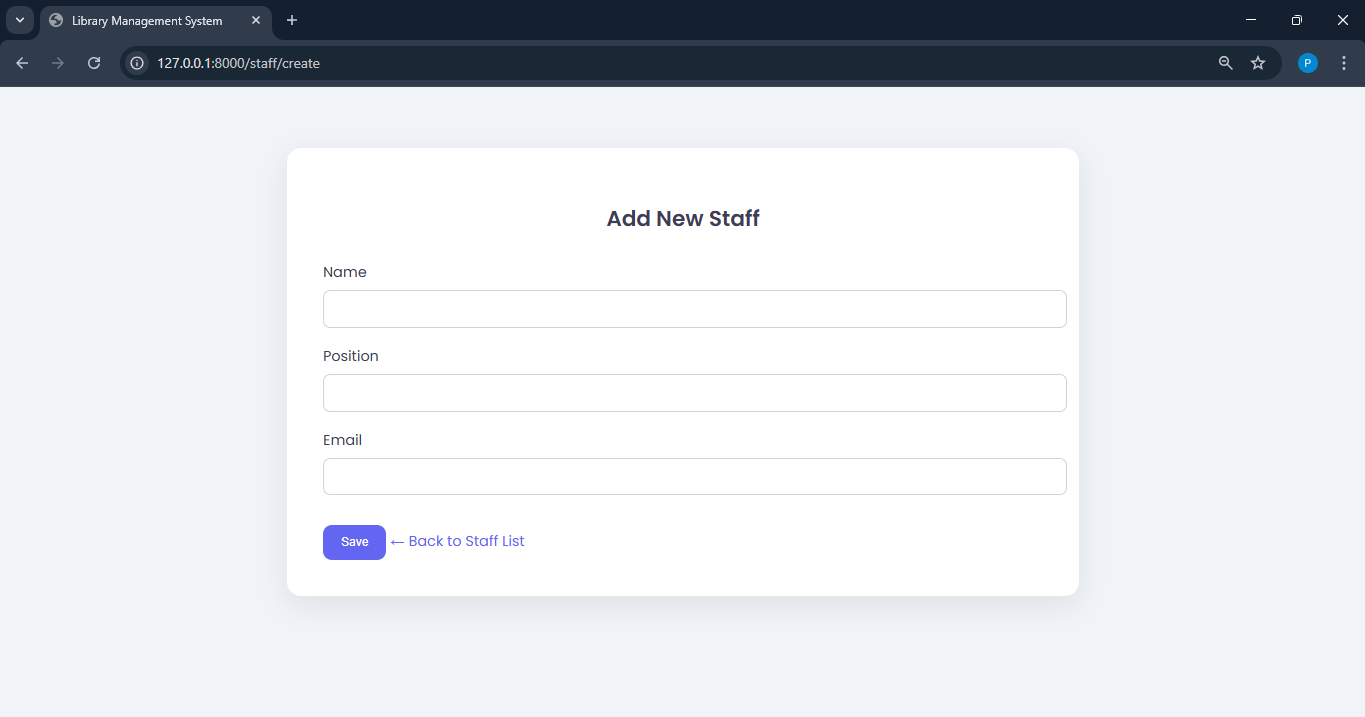 Library Management System
127.0.0.1:8000/staff/create
P
Add New Staff
Name
Position
Email
Save ← Back to Staff List